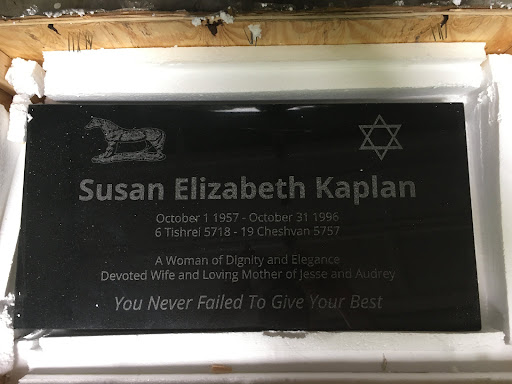 Susan Elizabeth Kaplan
October 1 1957 - October 31 1996
6 Tishrei 5718 - 19 Cheshvan 5757
A Woman of Dignity and Elegance
Devoted Wife and Loving Mother of Jesse and Audrey
You Never Failed To Give Your Best